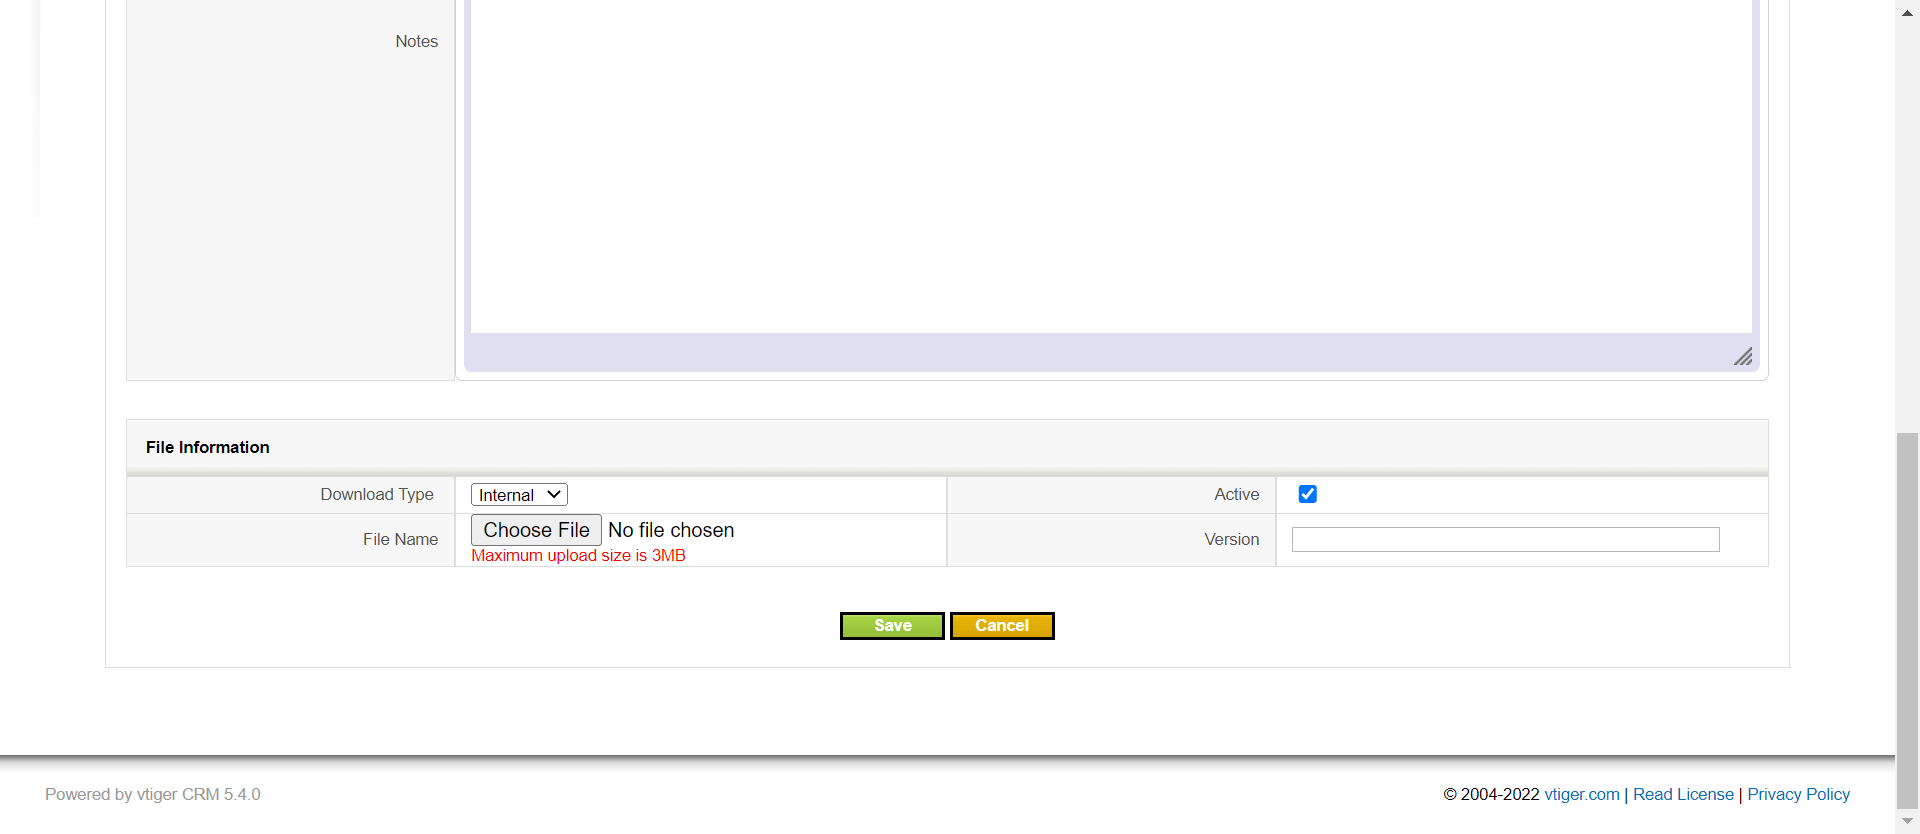 Notes
File Information
Download Type Internal Active
File Name Choose File No file chosen Version
Maximum upload size is 3MB
Save Cancel
Powered by vtiger CRM 5.4.0 © 2004-2022 vtiger.com | Read License | Privacy Policy